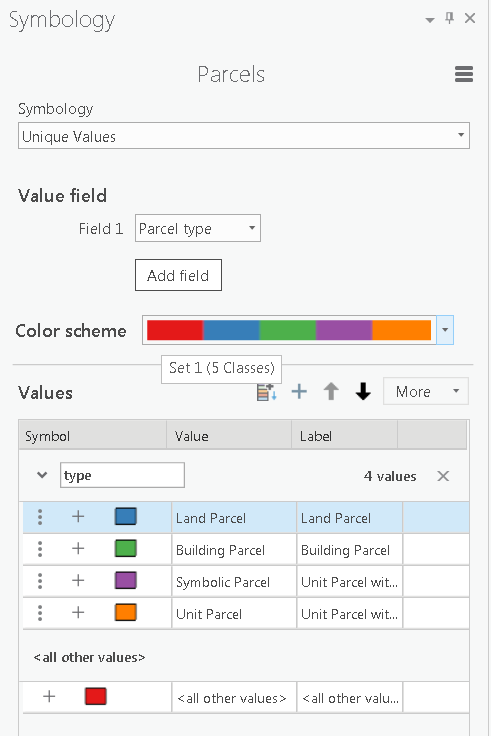 Symbology
Parcels
Symbology
Unique Values
Value field
Field 1 Parcel type
Add field
Color scheme
Set 1 (5 Classes)
Values More
Symbol Value Label
type 4 values
Land Parcel Land Parcel
Building Parcel Building Parcel
Symbolic Parcel Unit Parcel wit...
Unit Parcel Unit Parcel wit...
<all other values>
<all other values> <all other valu...